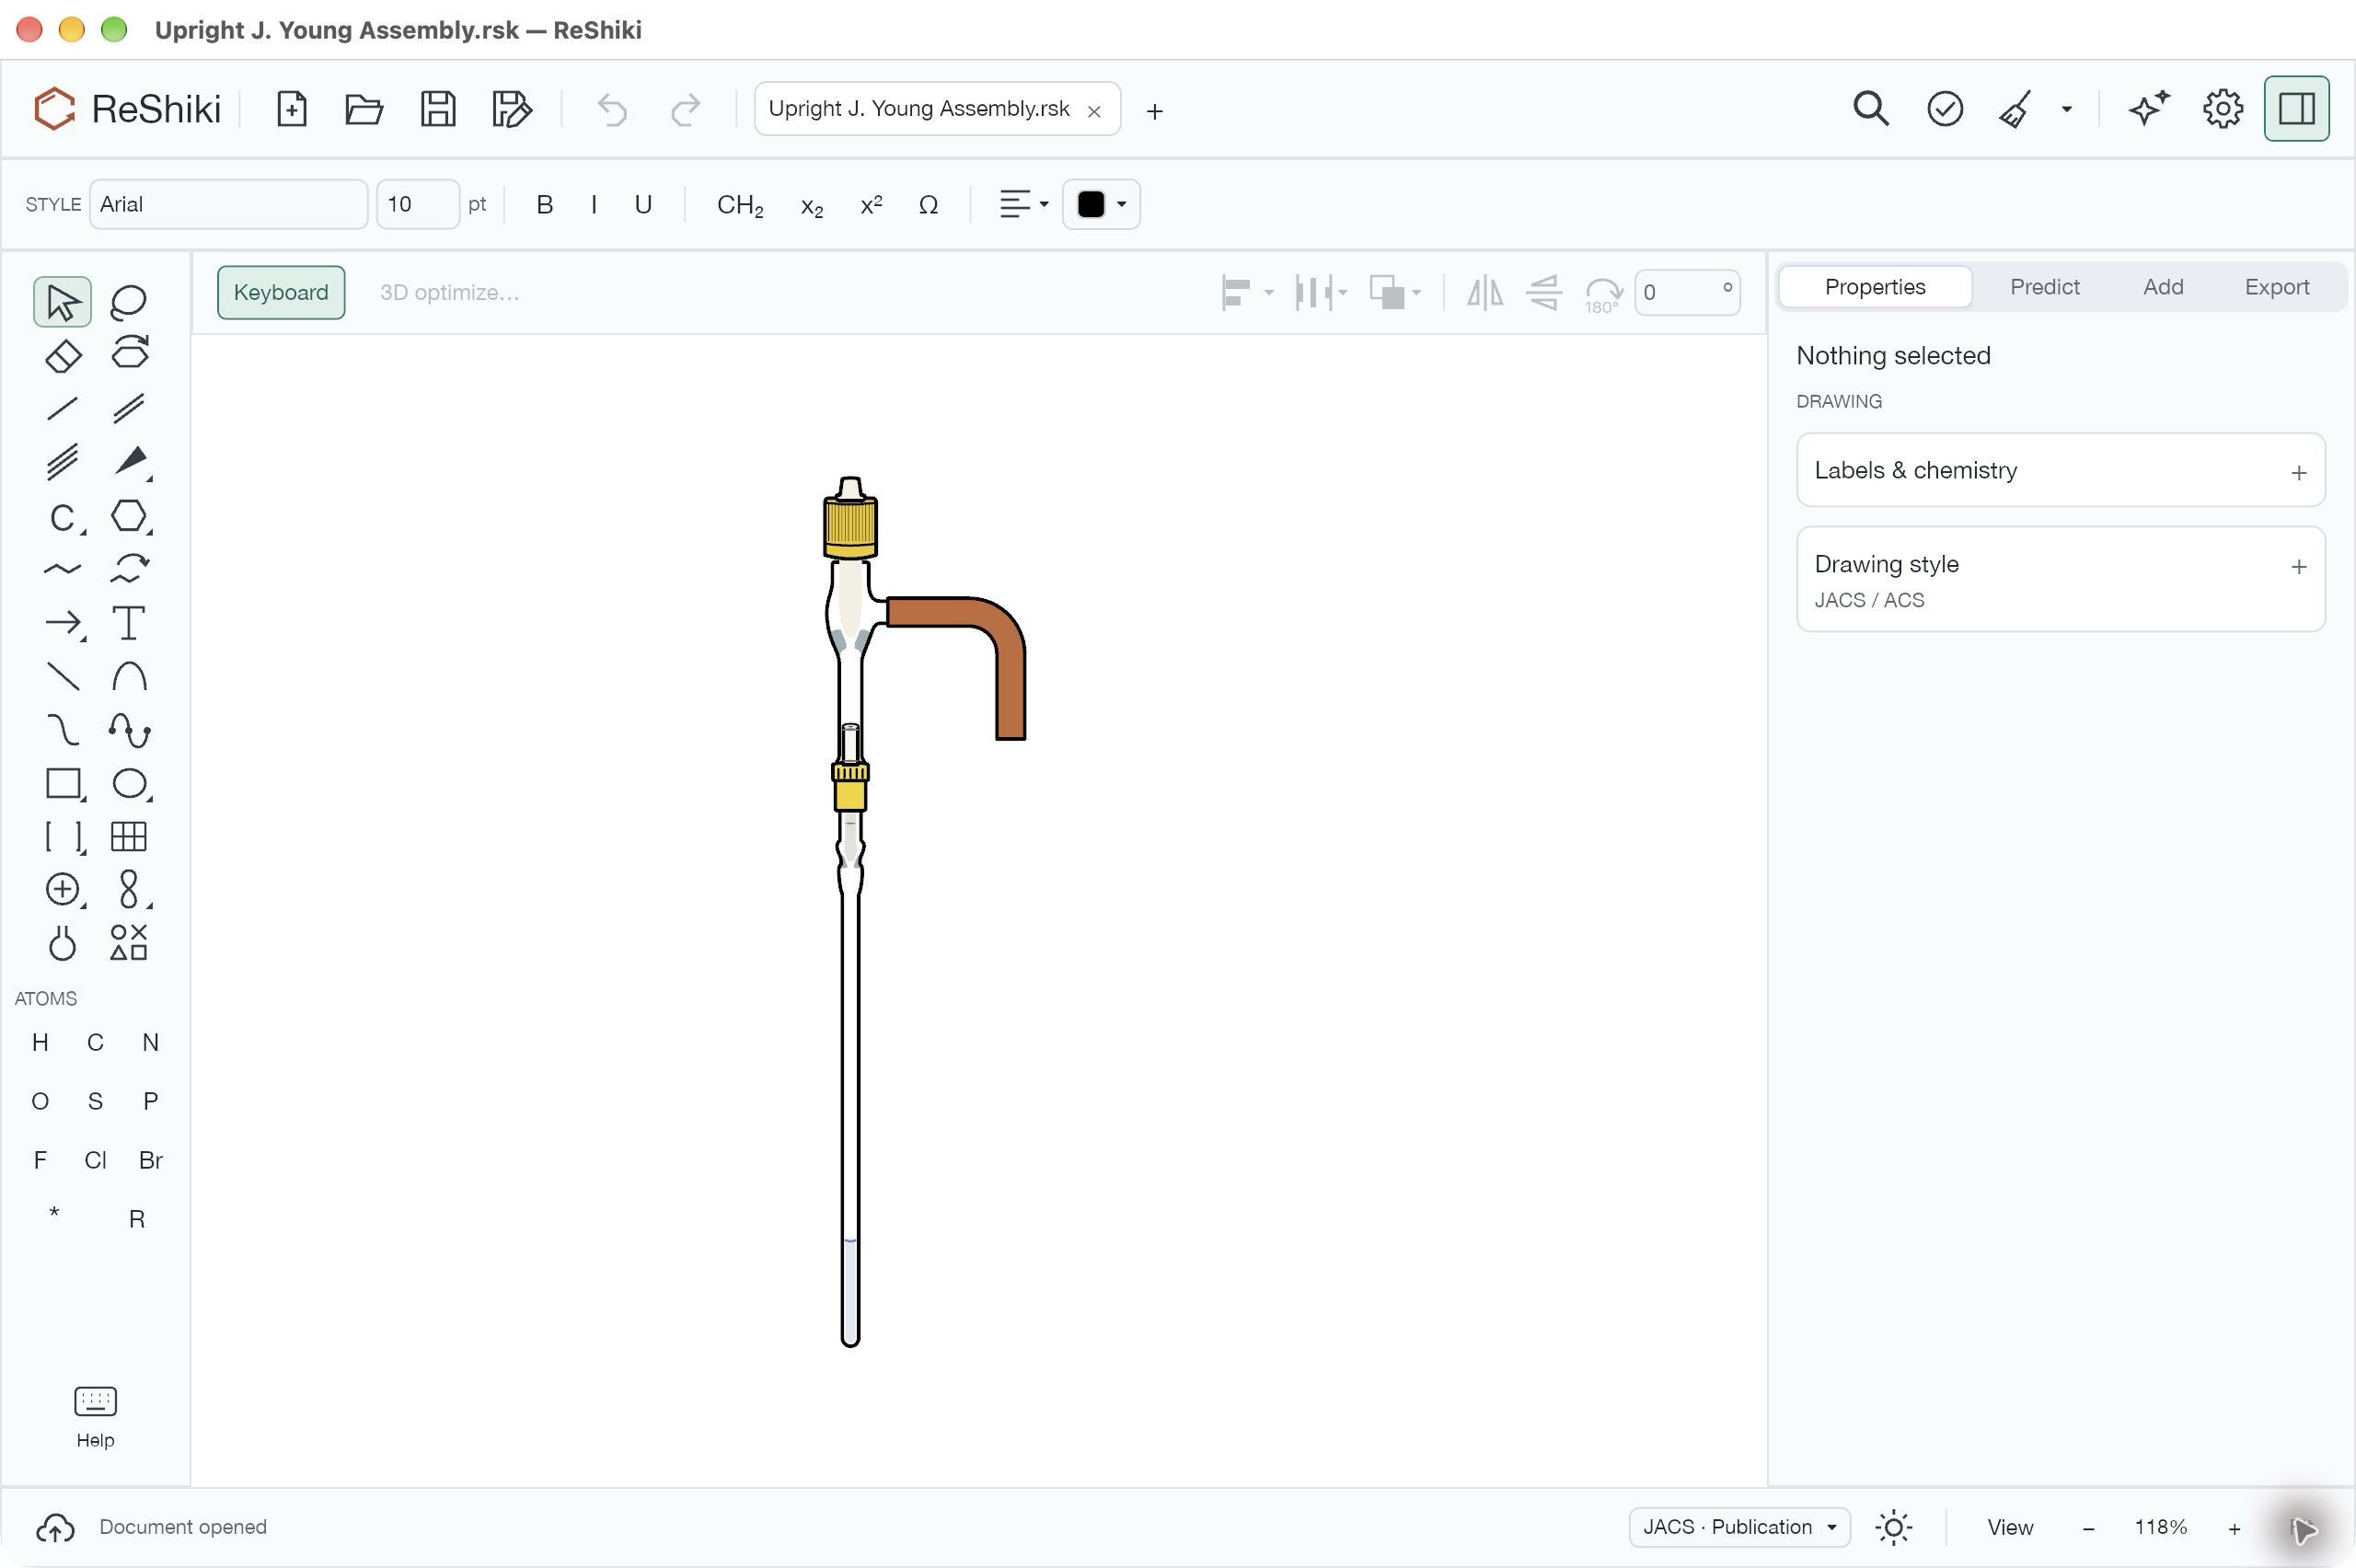 Upright J. Young Assembly.rsk — ReShiki
ReShiki
Upright J. Young Assembly.rsk × +
STYLE Arial 10 pt B I U CH₂ x₂ x² Ω
Keyboard 3D optimize… 180° 0 °
Properties Predict Add Export
Nothing selected
DRAWING
Labels & chemistry +
Drawing style +
JACS / ACS
C
T
ATOMS
H C N
O S P
F Cl Br
* R
Help
Document opened
JACS · Publication View − 118% +